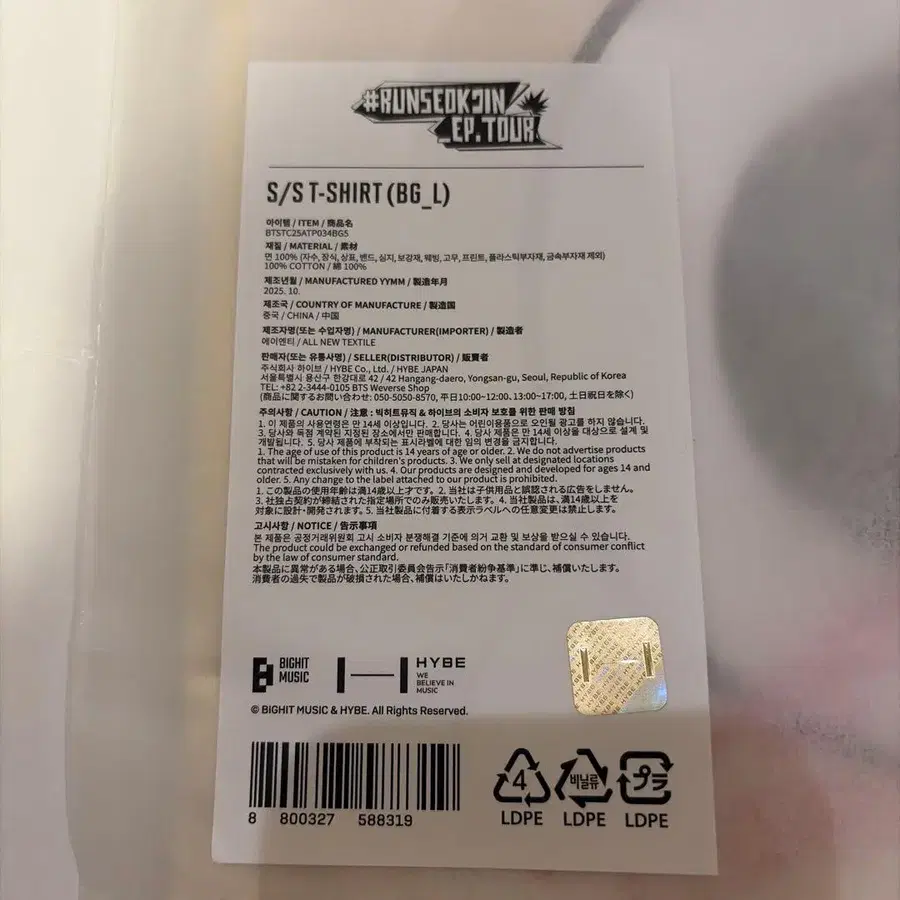 #RUNSEOKJIN
_EP.TOUR
S/S T-SHIRT (BG_L)
아이템 / ITEM / 商品名
BTSTC25ATP034BG5
재질 / MATERIAL / 素材
면 100% (자수, 장식, 상표, 밴드, 심지, 보강재, 웨빙, 고무, 프린트, 플라스틱부자재, 금속부자재 제외)
100% COTTON / 綿 100%
제조년월 / MANUFACTURED YYMM / 製造年月
2025. 10.
제조국 / COUNTRY OF MANUFACTURE / 製造国
중국 / CHINA / 中国
제조자명(또는 수입자명) / MANUFACTURER(IMPORTER) / 製造者
에이엔티 / ALL NEW TEXTILE
판매자(또는 유통사명) / SELLER(DISTRIBUTOR) / 販賣者
주식회사 하이브 / HYBE Co., Ltd. / HYBE JAPAN
서울특별시 용산구 한강대로 42 / 42 Hangang-daero, Yongsan-gu, Seoul, Republic of Korea
TEL: +82 2-3444-0105 BTS Weverse Shop
(商品に関するお問い合わせ: 050-5050-8570, 平日10:00~12:00、13:00~17:00, 土日祝日を除く)
주의사항 / CAUTION / 注意 : 빅히트뮤직 & 하이브의 소비자 보호를 위한 판매 방침
1. 이 제품의 사용연령은 만 14세 이상입니다. 2. 당사는 어린이용품으로 오인될 광고를 하지 않습니다.
3. 당사와 독점 계약된 지정된 장소에서만 판매합니다. 4. 당사 제품은 만 14세 이상을 대상으로 설계 및
개발됩니다. 5. 당사 제품에 부착되는 표시라벨에 대한 임의 변경을 금지합니다.
1. The age of use of this product is 14 years of age or older. 2. We do not advertise products
that will be mistaken for children's products. 3. We only sell at designated locations
contracted exclusively with us. 4. Our products are designed and developed for ages 14 and
older. 5. Any change to the label attached to our product is prohibited.
1. この製品の使用年齢は満14歳以上才です。2. 当社は子供用品と誤認される広告をしません。
3. 社独占契約が締結された指定場所でのみ販売いたします。4. 当社製品は、満14歳以上を
対象に設計・開発されます。5. 当社製品に付着する表示ラベルへの任意変更は禁止します。
고시사항 / NOTICE / 告示事項
본 제품은 공정거래위원회 고시 소비자 분쟁해결 기준에 의거 교환 및 보상을 받으실 수 있습니다.
The product could be exchanged or refunded based on the standard of consumer conflict
by the law of consumer standard.
本製品に異常がある場合、公正取引委員会告示「消費者紛争基準」に準じ、補償いたします。
消費者の過失で製品が破損された場合、補償はいたしかねます。
BIGHIT
MUSIC
HYBE
WE
BELIEVE IN
MUSIC
© BIGHIT MUSIC & HYBE. All Rights Reserved.
8 800327 588319
4
LDPE
비닐류
LDPE
プラ
LDPE